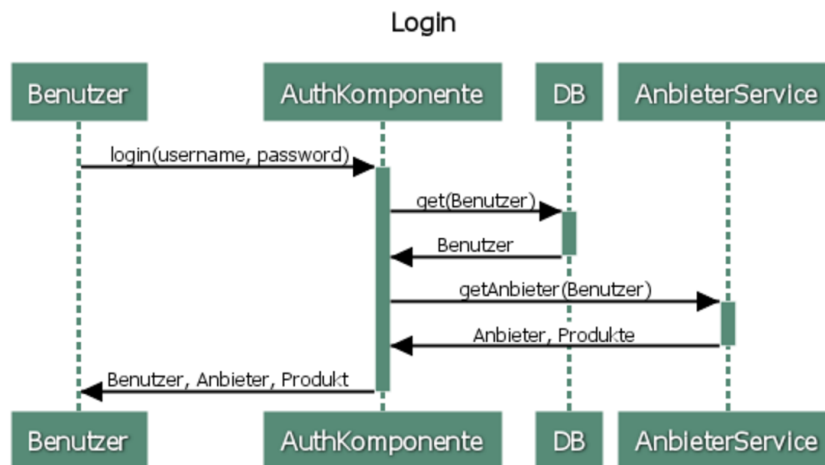 Login
Benutzer
AuthKomponente
DB
AnbieterService
login(username, password)
get(Benutzer)
Benutzer
getAnbieter(Benutzer)
Anbieter, Produkte
Benutzer, Anbieter, Produkt
Benutzer
AuthKomponente
DB
AnbieterService